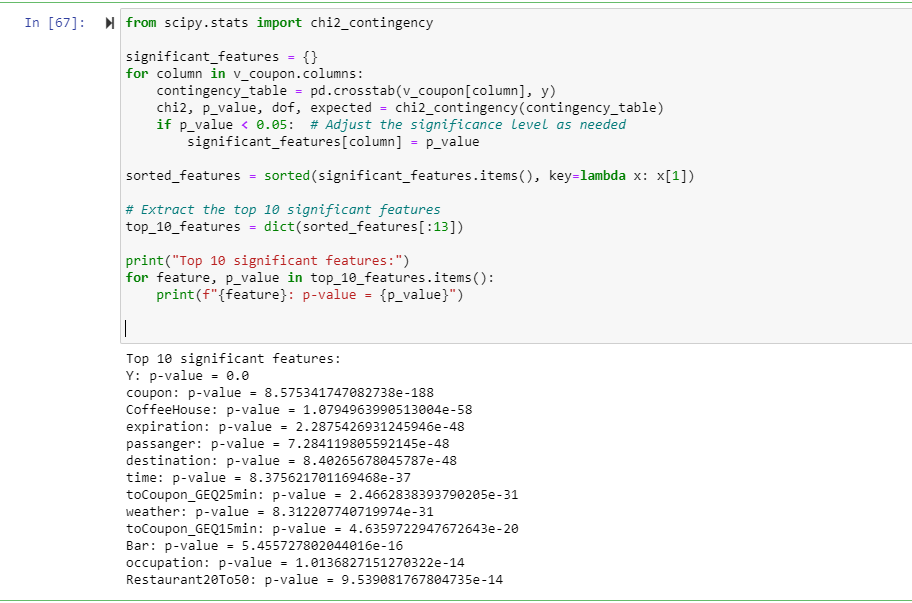 In [67]:
from scipy.stats import chi2_contingency
significant_features = {}
for column in v_coupon.columns:
    contingency_table = pd.crosstab(v_coupon[column], y)
    chi2, p_value, dof, expected = chi2_contingency(contingency_table)
    if p_value < 0.05:  # Adjust the significance level as needed
        significant_features[column] = p_value
sorted_features = sorted(significant_features.items(), key=lambda x: x[1])
# Extract the top 10 significant features
top_10_features = dict(sorted_features[:13])
print("Top 10 significant features:")
for feature, p_value in top_10_features.items():
    print(f"{feature}: p-value = {p_value}")
Top 10 significant features:
Y: p-value = 0.0
coupon: p-value = 8.575341747082738e-188
CoffeeHouse: p-value = 1.0794963990513004e-58
expiration: p-value = 2.2875426931245946e-48
passanger: p-value = 7.284119805592145e-48
destination: p-value = 8.40265678045787e-48
time: p-value = 8.375621701169468e-37
toCoupon_GEQ25min: p-value = 2.4662838393790205e-31
weather: p-value = 8.312207740719974e-31
toCoupon_GEQ15min: p-value = 4.6359722947672643e-20
Bar: p-value = 5.455727802044016e-16
occupation: p-value = 1.0136827151270322e-14
Restaurant20To50: p-value = 9.539081767804735e-14